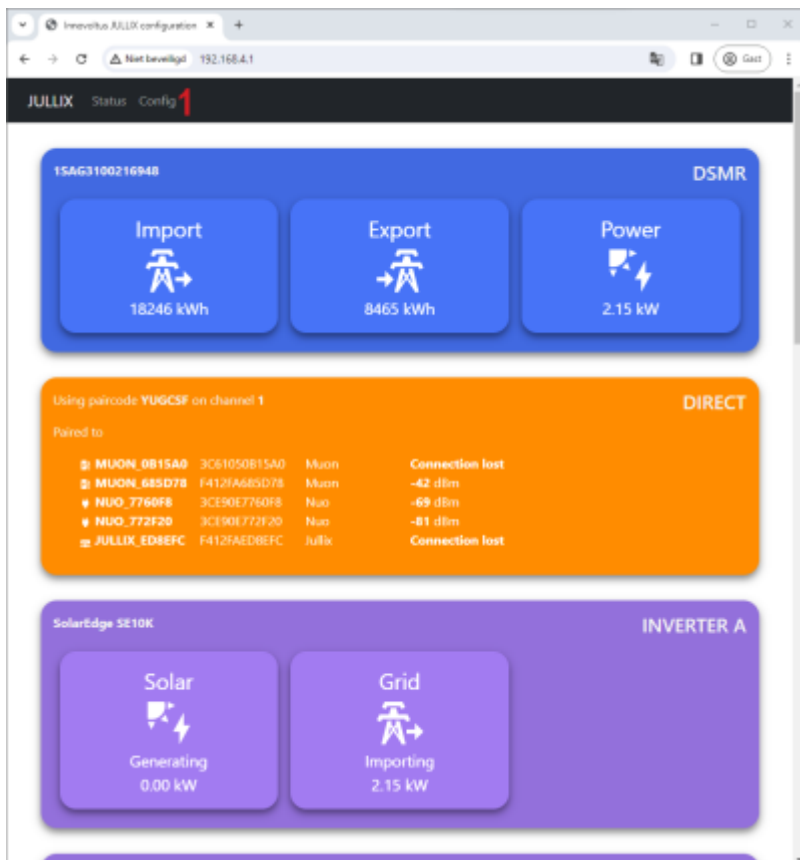 Innovoltus JULLIX configuration
Niet beveiligd 192.168.4.1 Gast
JULLIX Status Config 1
1SAG3100216948 DSMR
Import Export Power
18246 kWh 8465 kWh 2.15 kW
Using paircode YUGCSF on channel 1 DIRECT
Paired to
MUON_0B15A0 3C61050B15A0 Muon Connection lost
MUON_685D78 F412FA685D78 Muon -42 dBm
NUO_7760F8 3CE90E7760F8 Nuo -69 dBm
NUO_772F20 3CE90E772F20 Nuo -81 dBm
JULLIX_ED8EFC F412FAED8EFC Jullix Connection lost
SolarEdge SE10K INVERTER A
Solar Grid
Generating Importing
0.00 kW 2.15 kW